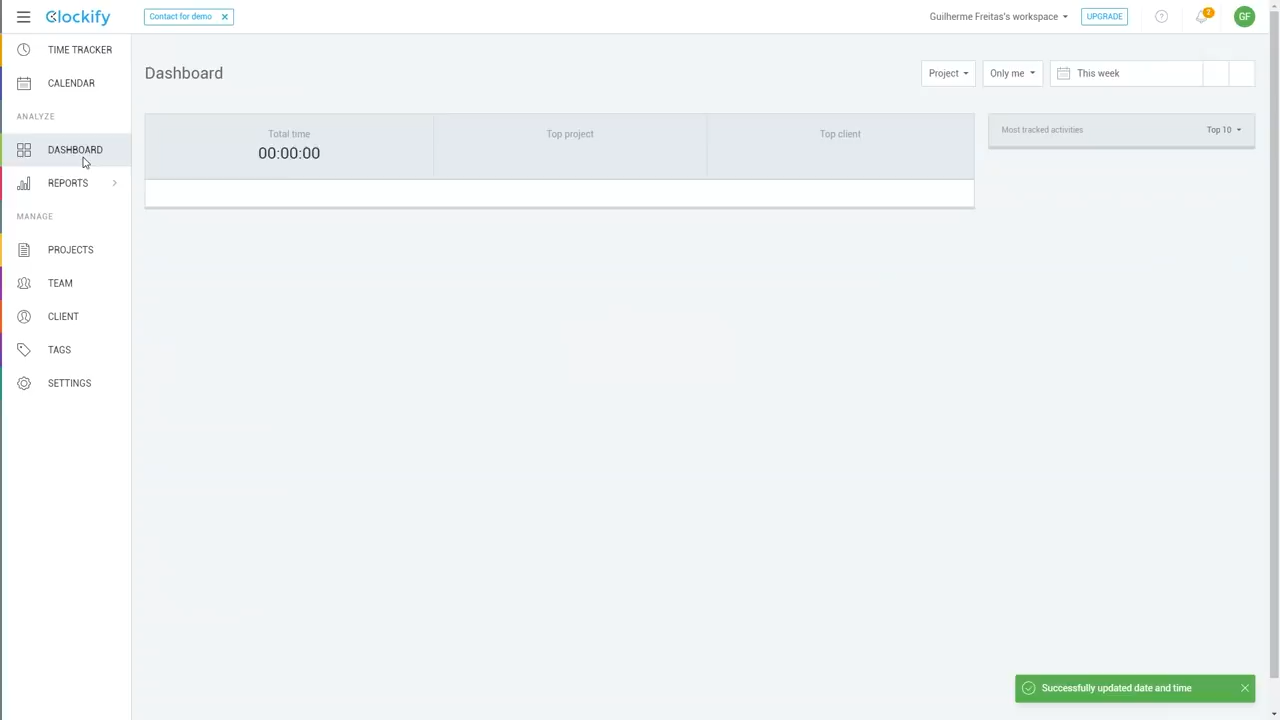 Clockify
Contact for demo
Guilherme Freitas's workspace
UPGRADE
?
2
GF
TIME TRACKER
CALENDAR
ANALYZE
DASHBOARD
REPORTS
MANAGE
PROJECTS
TEAM
CLIENT
TAGS
SETTINGS
Dashboard
Project
Only me
This week
Total time
00:00:00
Top project
Top client
Most tracked activities
Top 10
Successfully updated date and time